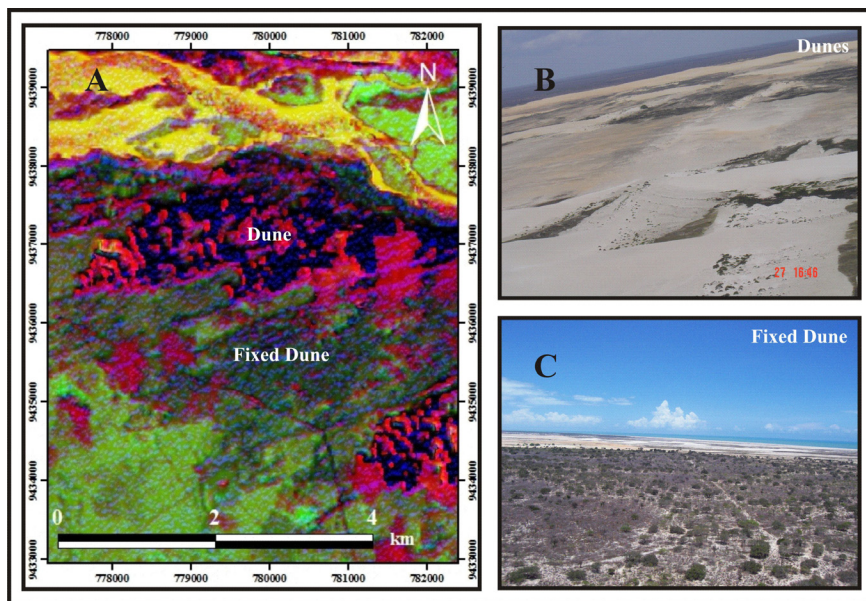 778000 779000 780000 781000 782000
A
N
9439000 9439000
9438000 9438000
Dune
9437000 9437000
9436000 9436000
Fixed Dune
9435000 9435000
9434000 9434000
0 2 4
km
9433000 9433000
778000 779000 780000 781000 782000
Dunes
B
27 16:46
Fixed Dune
C